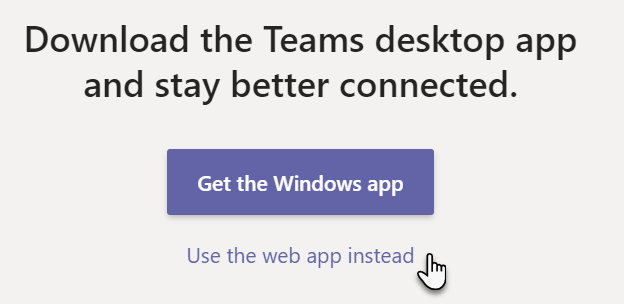 Download the Teams desktop app
and stay better connected.
Get the Windows app
Use the web app instead